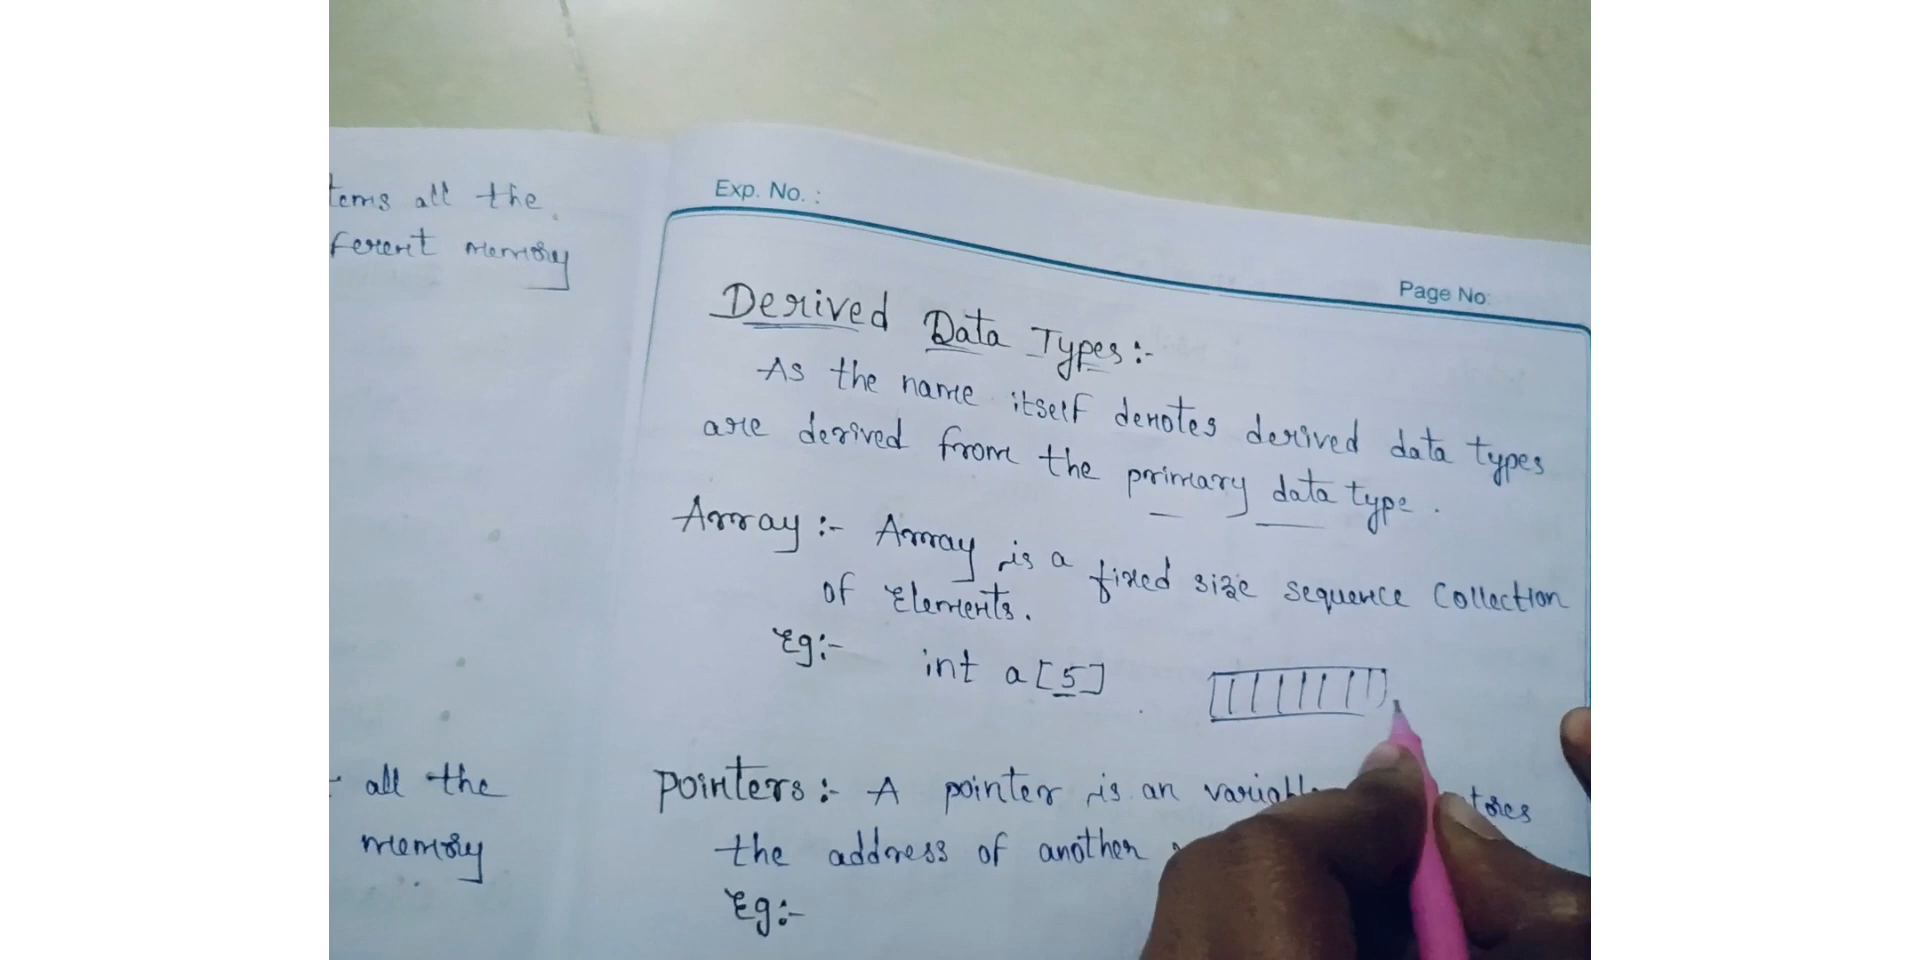 all the
ferent memory
Exp. No. :
Page No:
Derived Data Types :-
As the name itself denotes derived data types
are derived from the primary data type.
Array :- Array is a fixed size sequence collection
of Elements.
Eg:- int a[5]
all the
memory
Pointers :- A pointer is an
the address of another
Eg:-